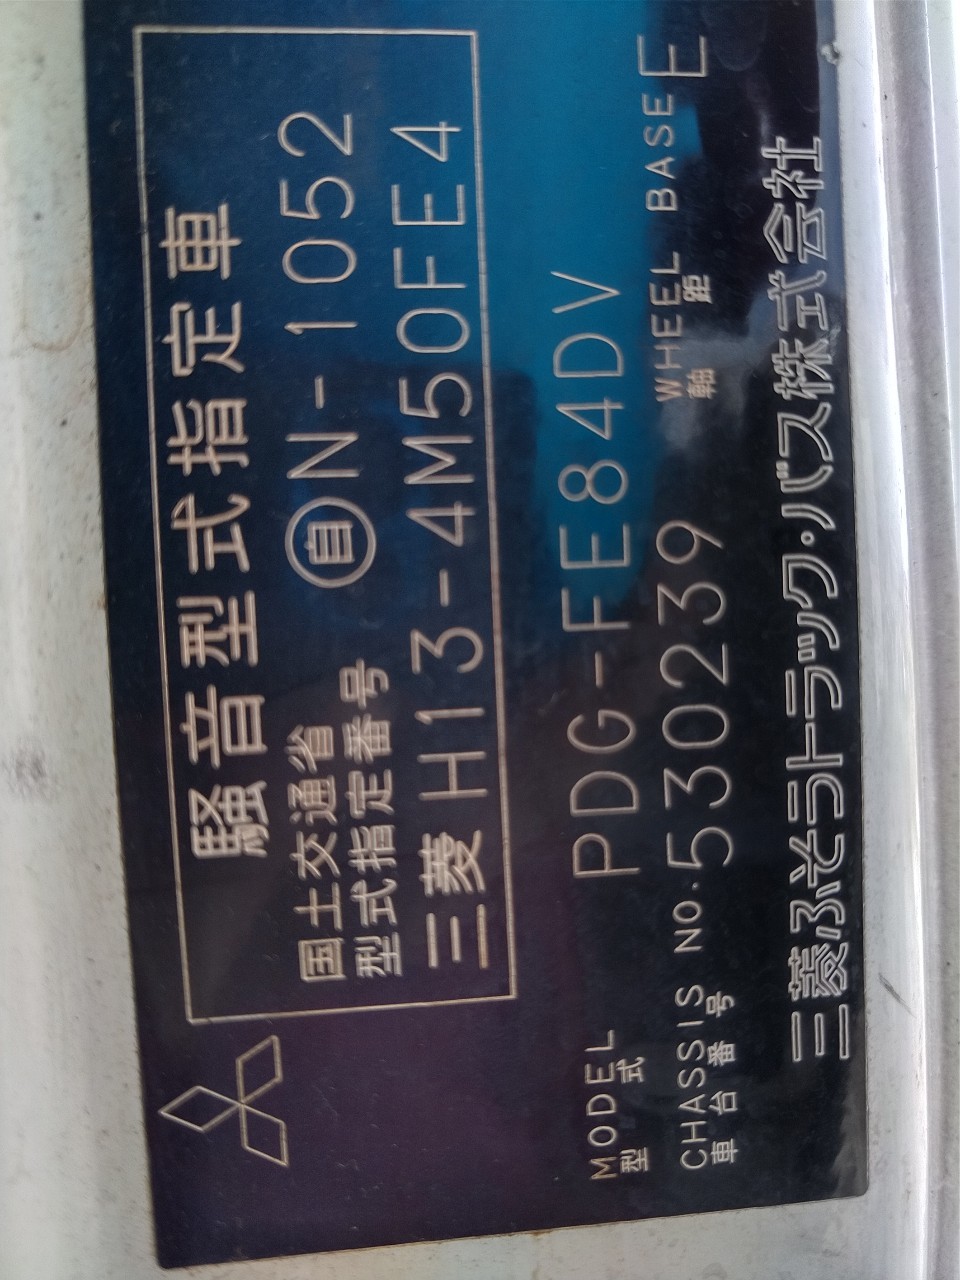 騒音型式指定車
国土交通省
型式指定番号
自N-1052
三菱H13-4M50FE4
MODEL PDG-FE84DV
型式
CHASSIS NO. 530239 WHEEL BASE E
車台番号 軸距
三菱ふそうトラック・バス株式会社